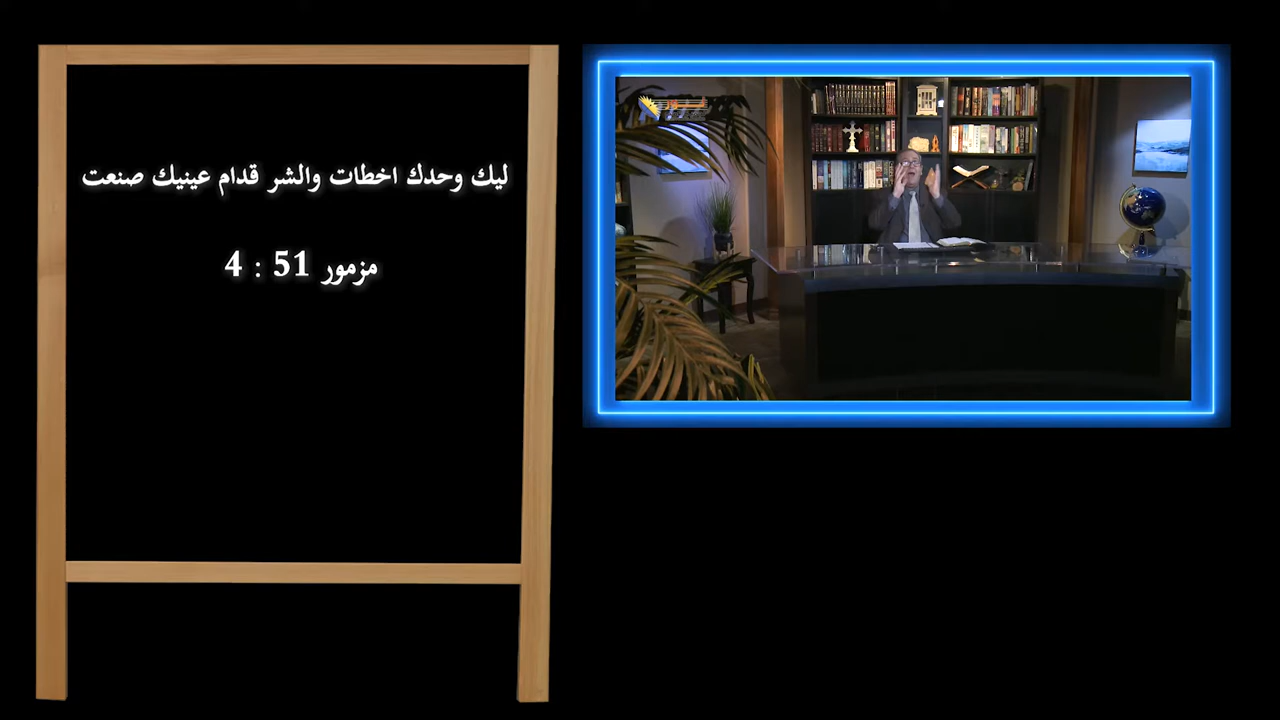 ليك وحدك اخطات والشر قدام عينيك صنعت
مزمور 51 : 4